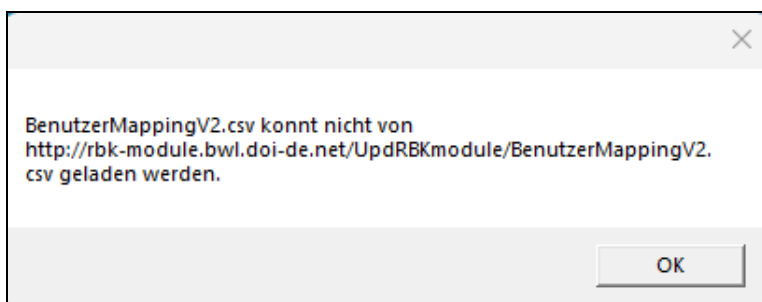 BenutzerMappingV2.csv konnt nicht von
http://rbk-module.bwl.doi-de.net/UpdRBKmodule/BenutzerMappingV2.
csv geladen werden.
OK